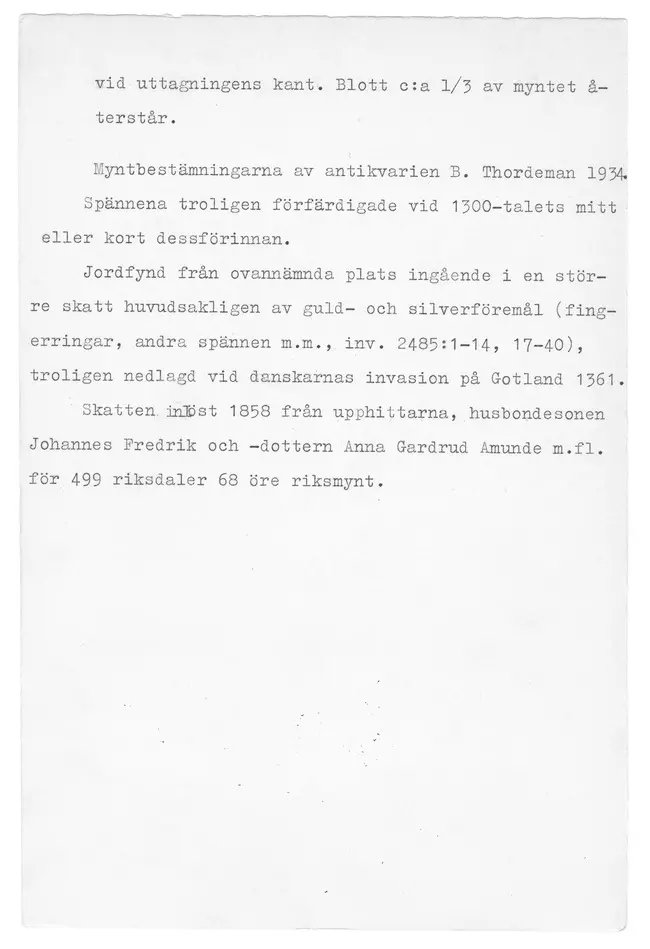 vid uttagningens kant. Blott c:a 1/3 av myntet å-
terstår.
Myntbestämningarna av antikvarien B. Thordeman 1934.
Spännena troligen förfärdigade vid 1300-talets mitt
eller kort dessförinnan.
Jordfynd från ovannämnda plats ingående i en stör-
re skatt huvudsakligen av guld- och silverföremål (fing-
erringar, andra spännen m.m., inv. 2485:1-14, 17-40),
troligen nedlagd vid danskarnas invasion på Gotland 1361.
Skatten inlöst 1858 från upphittarna, husbondesonen
Johannes Fredrik och -dottern Anna Gardrud Amunde m.fl.
för 499 riksdaler 68 öre riksmynt.